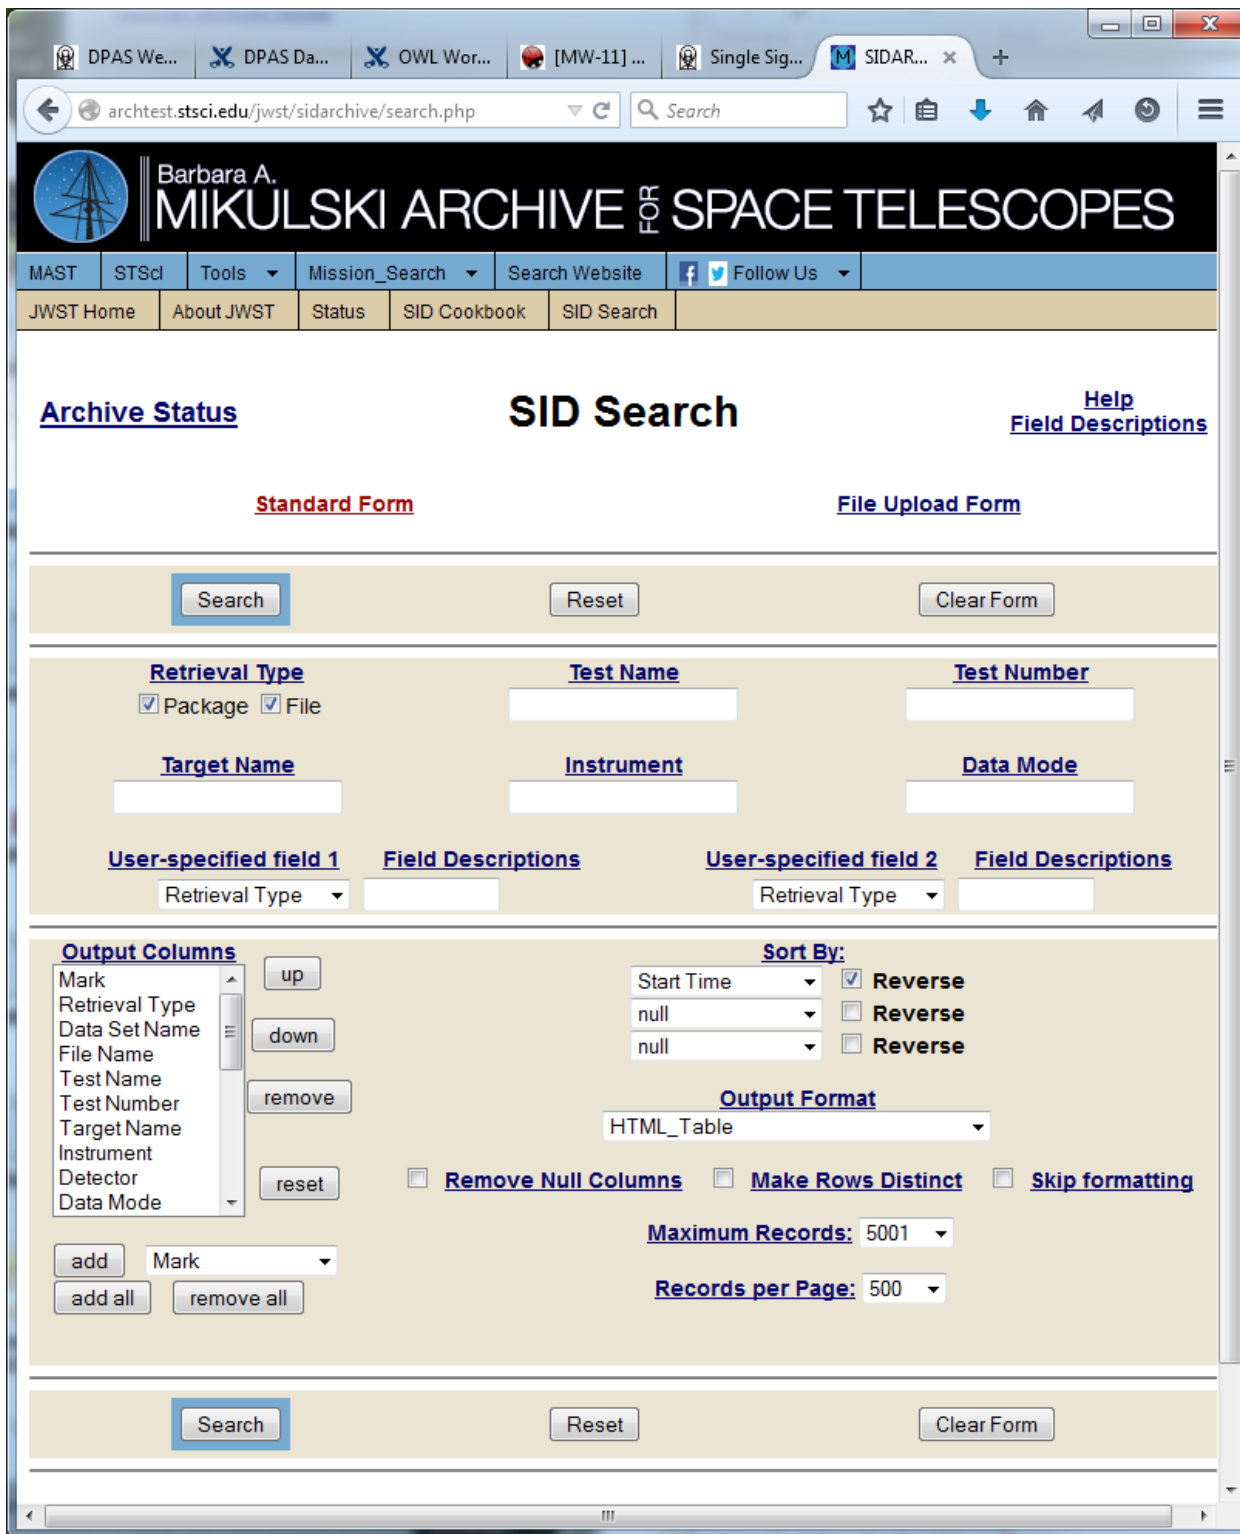 DPAS We...  DPAS Da...  OWL Wor...  [MW-11] ...  Single Sig...  SIDAR...
archtest.stsci.edu/jwst/sidarchive/search.php  Search
Barbara A.
MIKULSKI ARCHIVE FOR SPACE TELESCOPES
MAST  STScI  Tools  Mission_Search  Search Website  Follow Us
JWST Home  About JWST  Status  SID Cookbook  SID Search
Archive Status  SID Search  Help
Field Descriptions
Standard Form  File Upload Form
Search  Reset  Clear Form
Retrieval Type  Test Name  Test Number
Package  File
Target Name  Instrument  Data Mode
User-specified field 1  Field Descriptions  User-specified field 2  Field Descriptions
Retrieval Type  Retrieval Type
Output Columns  Sort By:
Mark  up  Start Time  Reverse
Retrieval Type
Data Set Name  null  Reverse
File Name  down  null  Reverse
Test Name
Test Number  remove  Output Format
Target Name  HTML_Table
Instrument
Detector  reset  Remove Null Columns  Make Rows Distinct  Skip formatting
Data Mode
Maximum Records: 5001
add  Mark
add all  remove all  Records per Page: 500
Search  Reset  Clear Form